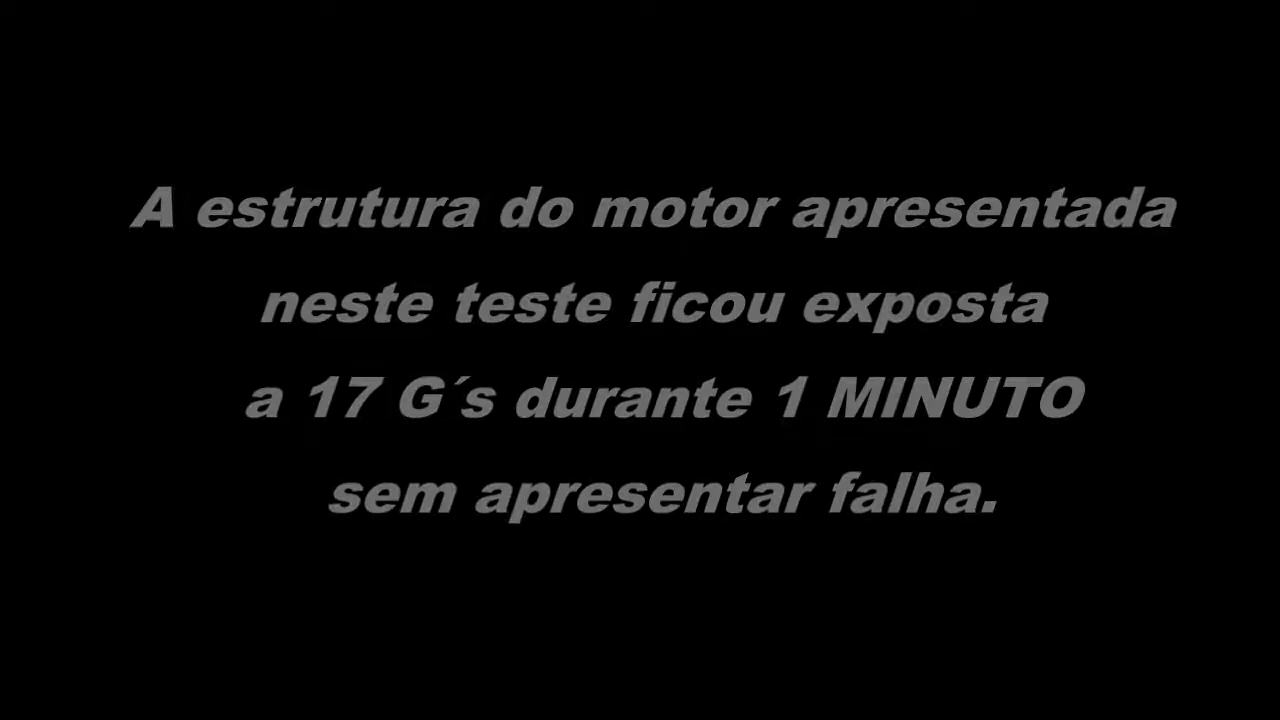 A estrutura do motor apresentada
neste teste ficou exposta
a 17 G´s durante 1 MINUTO
sem apresentar falha.